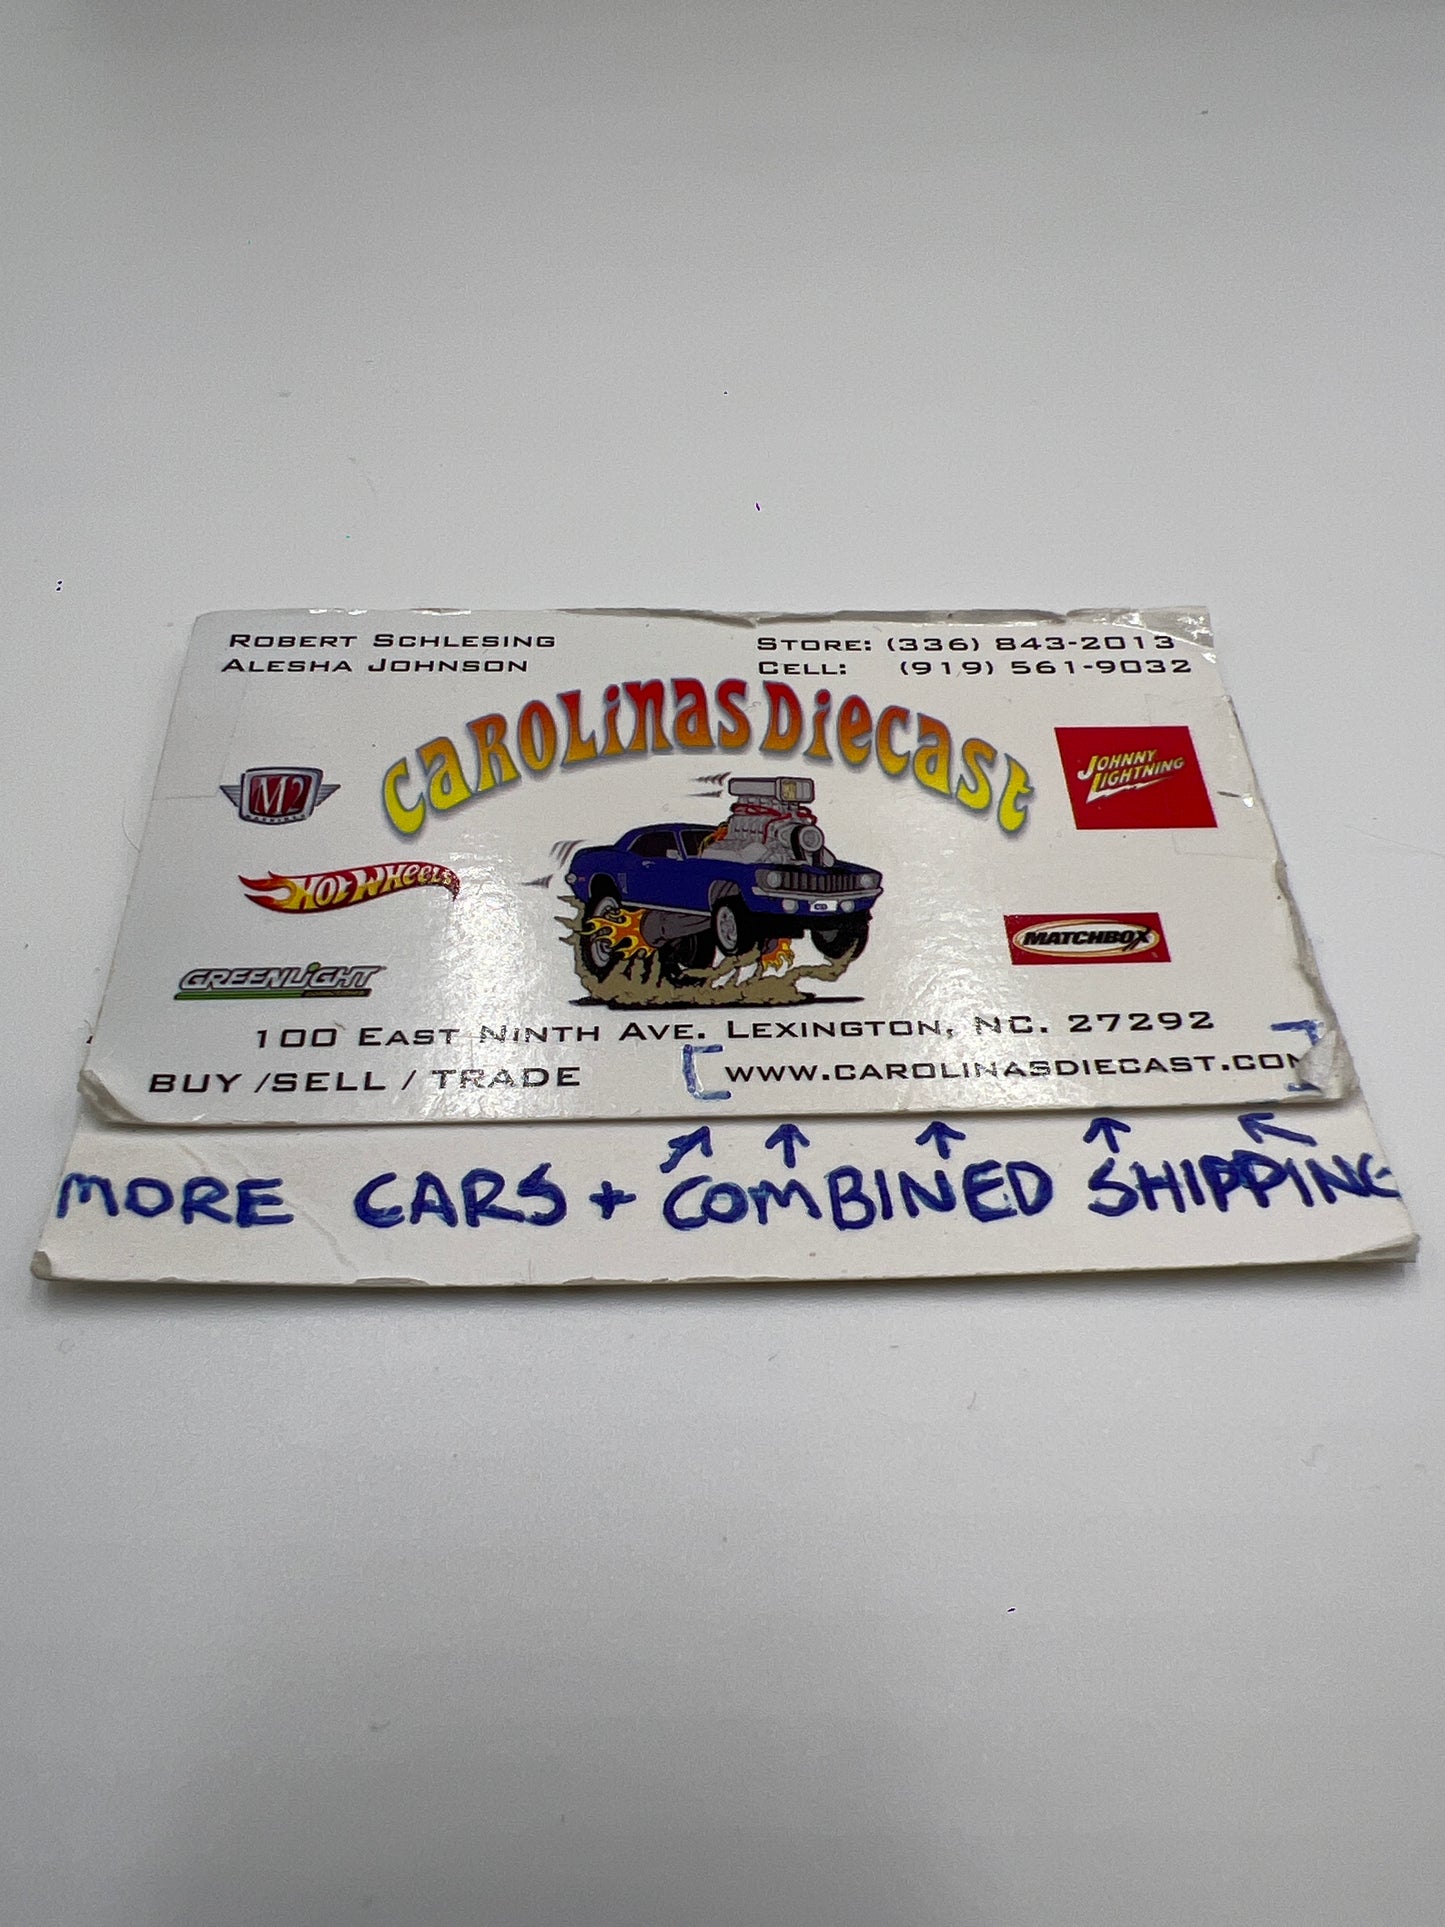 ROBERT SCHLESING
ALESHA JOHNSON
STORE: (336) 843-2013
CELL: (919) 561-9032
CAROLINAS DIECAST
M2
JOHNNY
LIGHTNING
HOT WHEELS
MATCHBOX
GREENLIGHT
100 EAST NINTH AVE. LEXINGTON, NC. 27292
BUY /SELL / TRADE
WWW.CAROLINASDIECAST.COM
MORE CARS + COMBINED SHIPPING